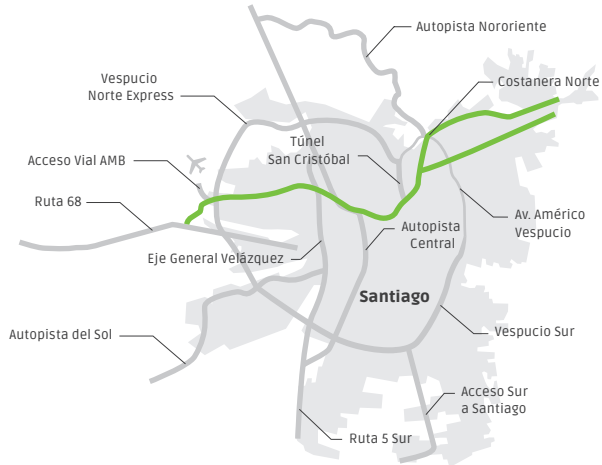 Autopista Nororiente
Vespucio
Norte Express
Costanera Norte
Túnel
San Cristóbal
Acceso Vial AMB
Ruta 68
Av. Américo
Vespucio
Autopista
Central
Eje General Velázquez
Santiago
Autopista del Sol
Vespucio Sur
Acceso Sur
a Santiago
Ruta 5 Sur